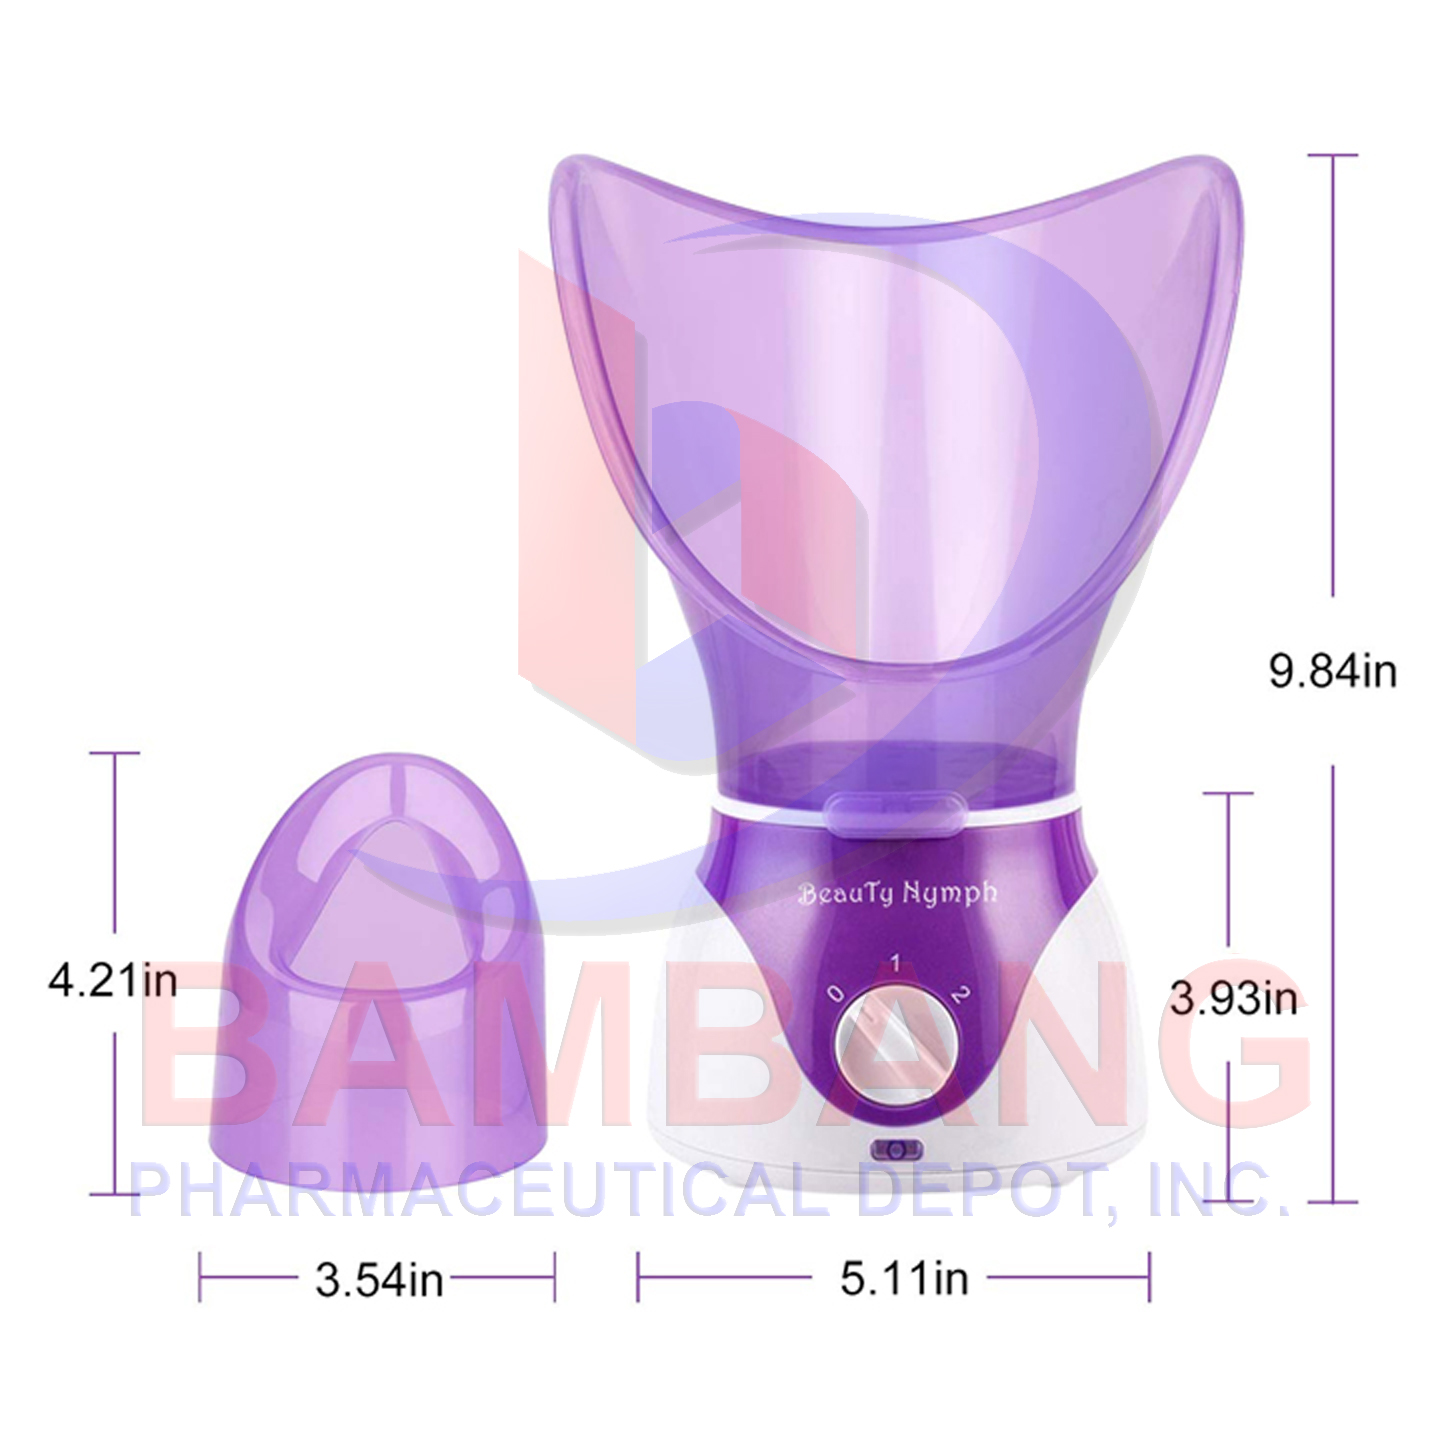 9.84in
BeauTy Nymph
1
0
2
4.21in
3.93in
BAMBANG
PHARMACEUTICAL DEPOT, INC.
3.54in
5.11in